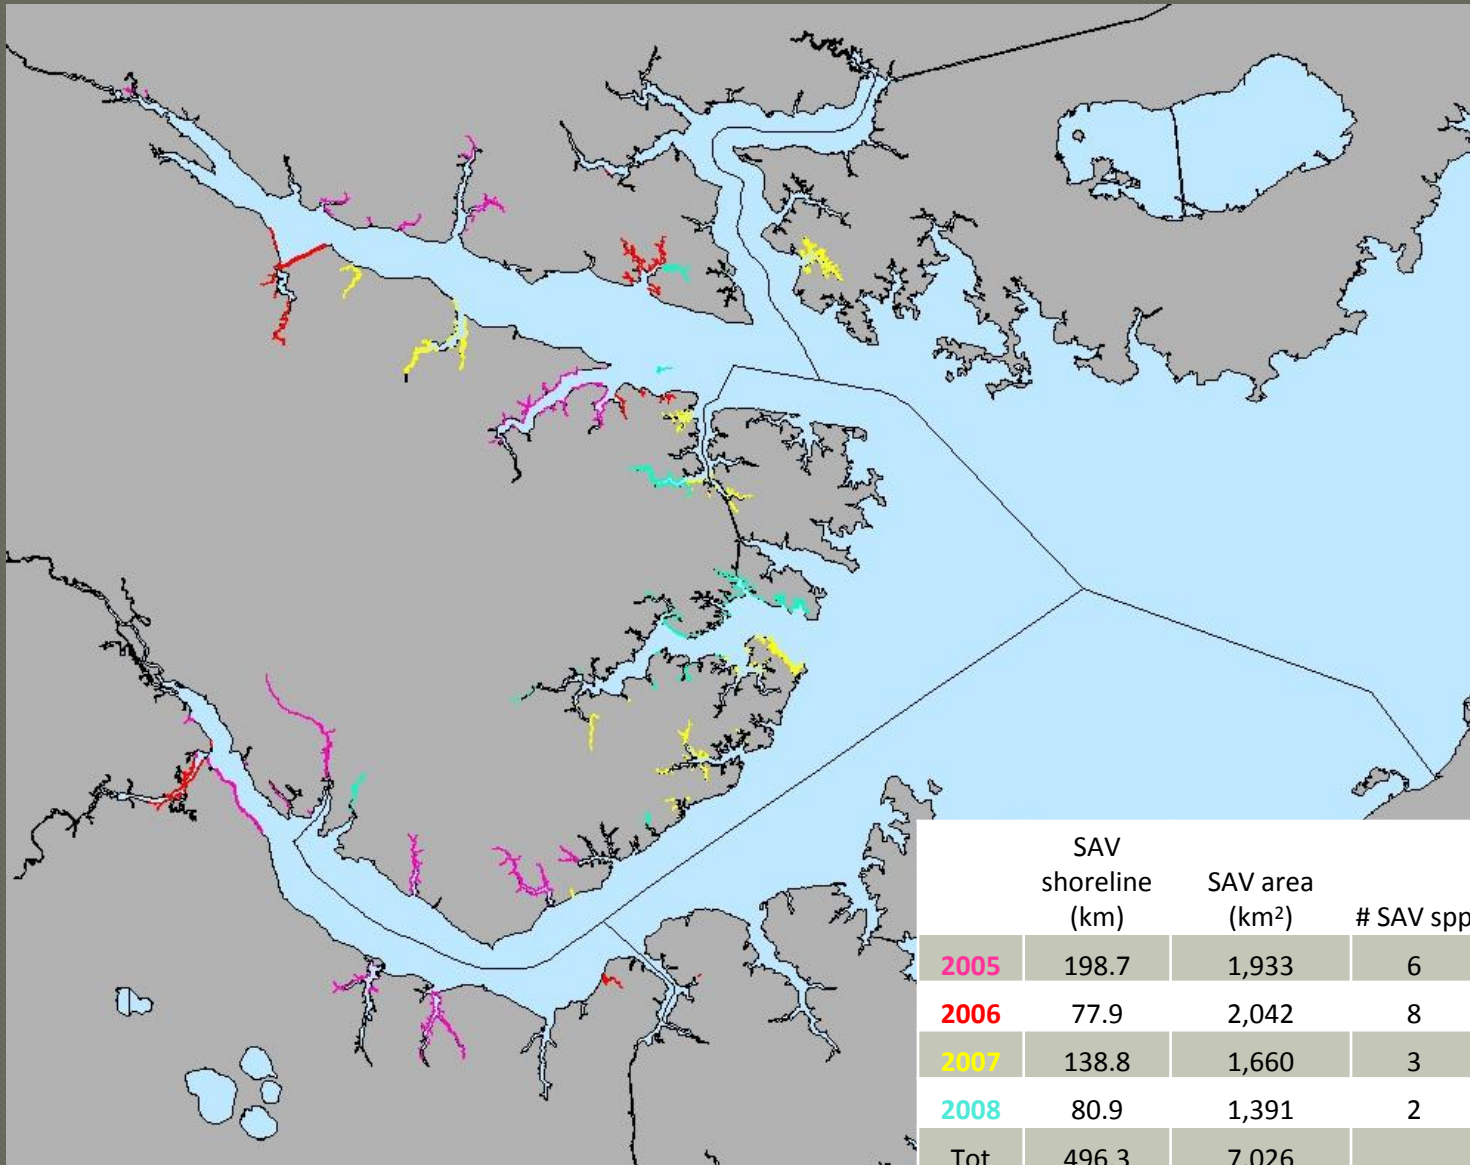 SAV shoreline (km) SAV area (km²) # SAV spp
2005 198.7 1,933 6
2006 77.9 2,042 8
2007 138.8 1,660 3
2008 80.9 1,391 2
Tot 496.3 7,026